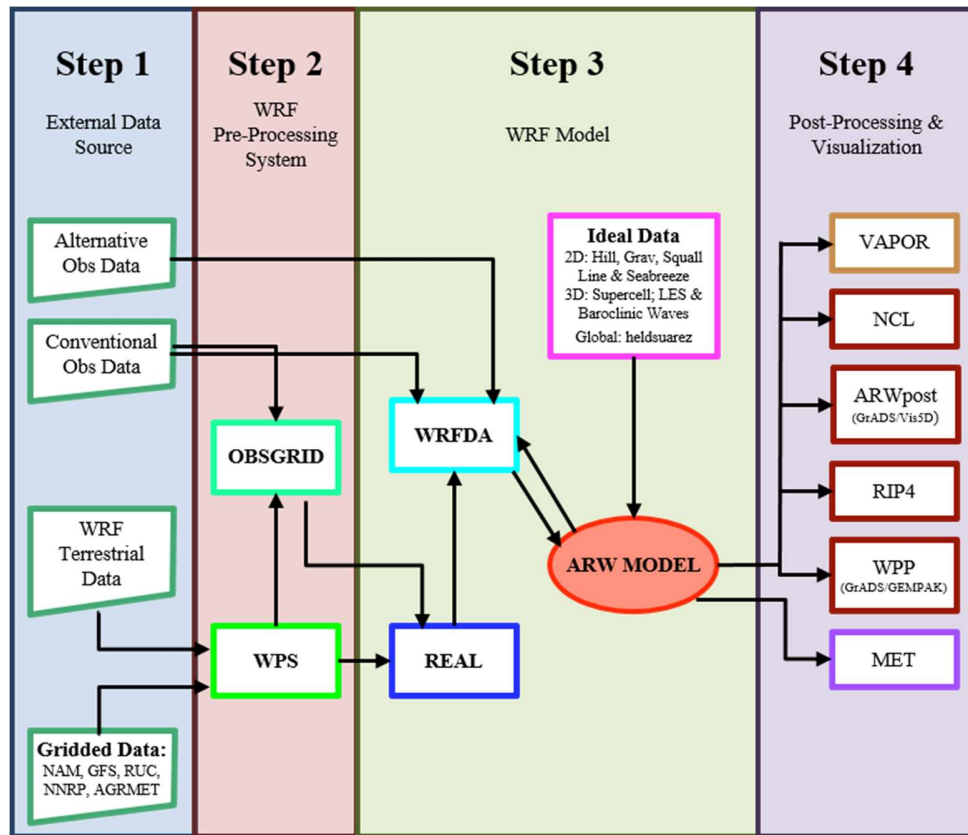 Step 1
External Data
Source
Alternative
Obs Data
Conventional
Obs Data
WRF
Terrestrial
Data
Gridded Data:
NAM, GFS, RUC,
NNRP, AGRMET
Step 2
WRF
Pre-Processing
System
OBSGRID
WPS
Step 3
WRF Model
Ideal Data
2D: Hill, Grav, Squall
Line & Seabreeze
3D: Supercell; LES &
Baroclinic Waves
Global: heldsuarez
WRFDA
ARW MODEL
REAL
Step 4
Post-Processing &
Visualization
VAPOR
NCL
ARWpost
(GrADS/Vis5D)
RIP4
WPP
(GrADS/GEMPAK)
MET